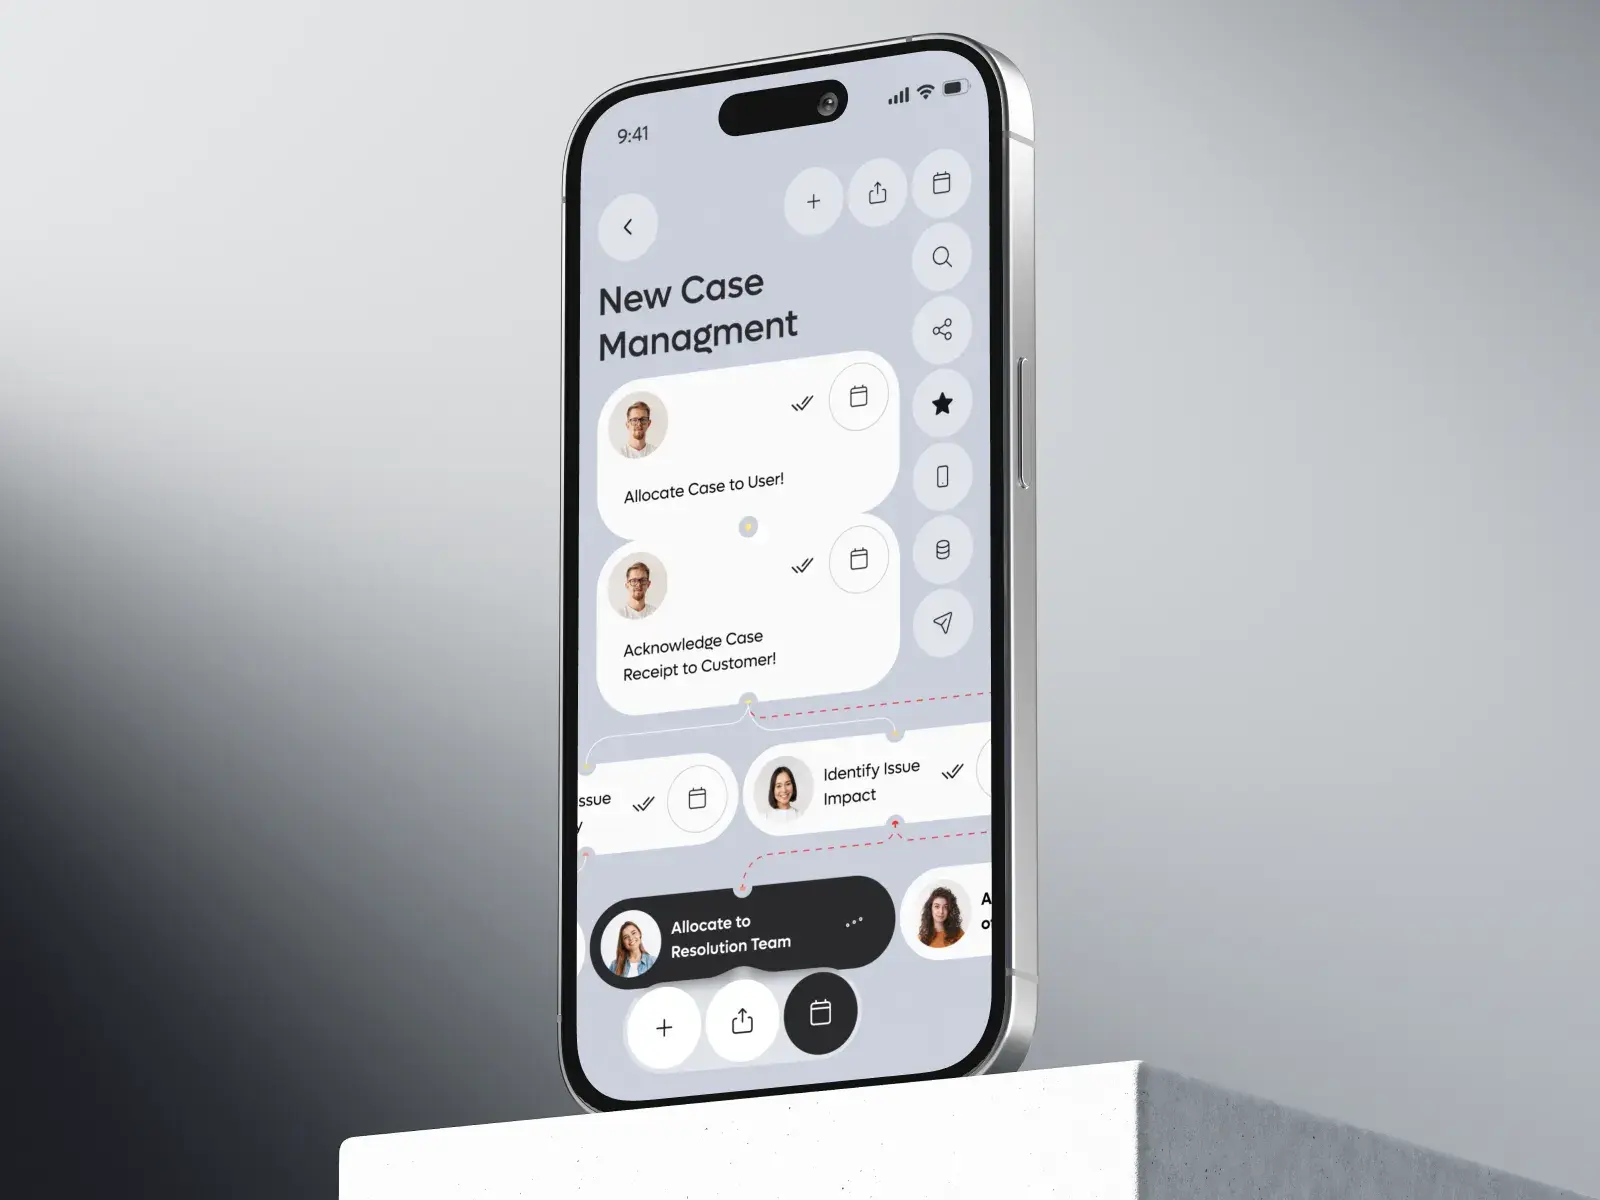 9:41
New Case
Managment
Allocate Case to User!
Acknowledge Case
Receipt to Customer!
Identify Issue
Impact
ssue
y
Allocate to
Resolution Team
A